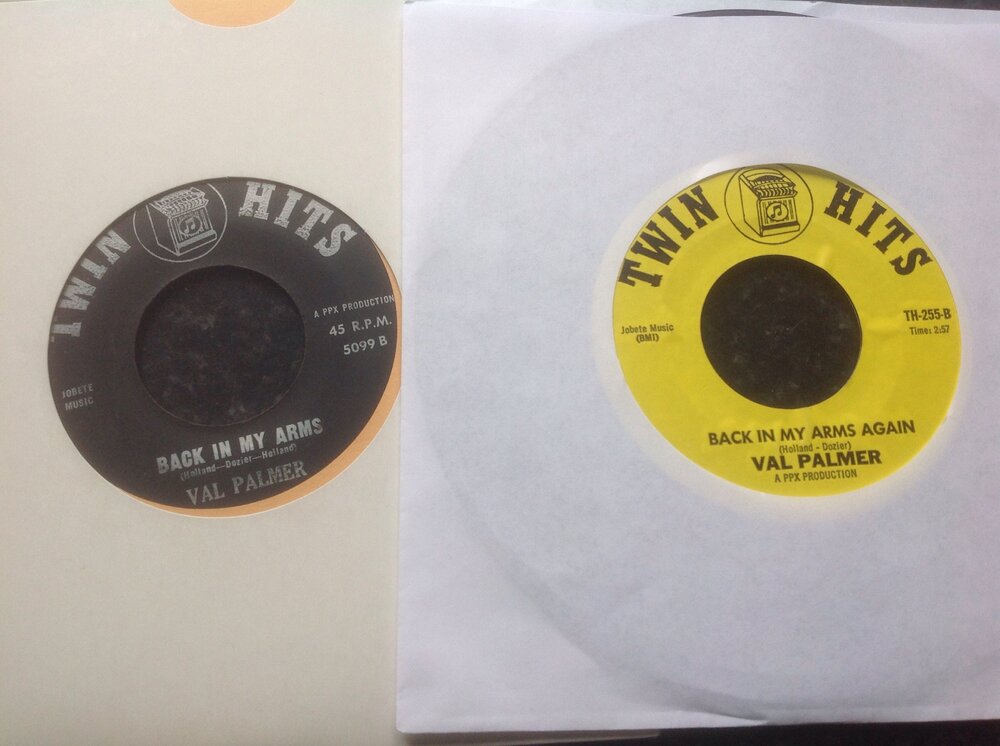 TWIN HITS
A PPX PRODUCTION
45 R.P.M.
5099 B
JOBETE
MUSIC
BACK IN MY ARMS
(Holland—Dozier—Holland)
VAL PALMER
TWIN HITS
TH-255-B
Time: 2:57
Jobete Music
(BMI)
BACK IN MY ARMS AGAIN
(Holland - Dozier)
VAL PALMER
A PPX PRODUCTION